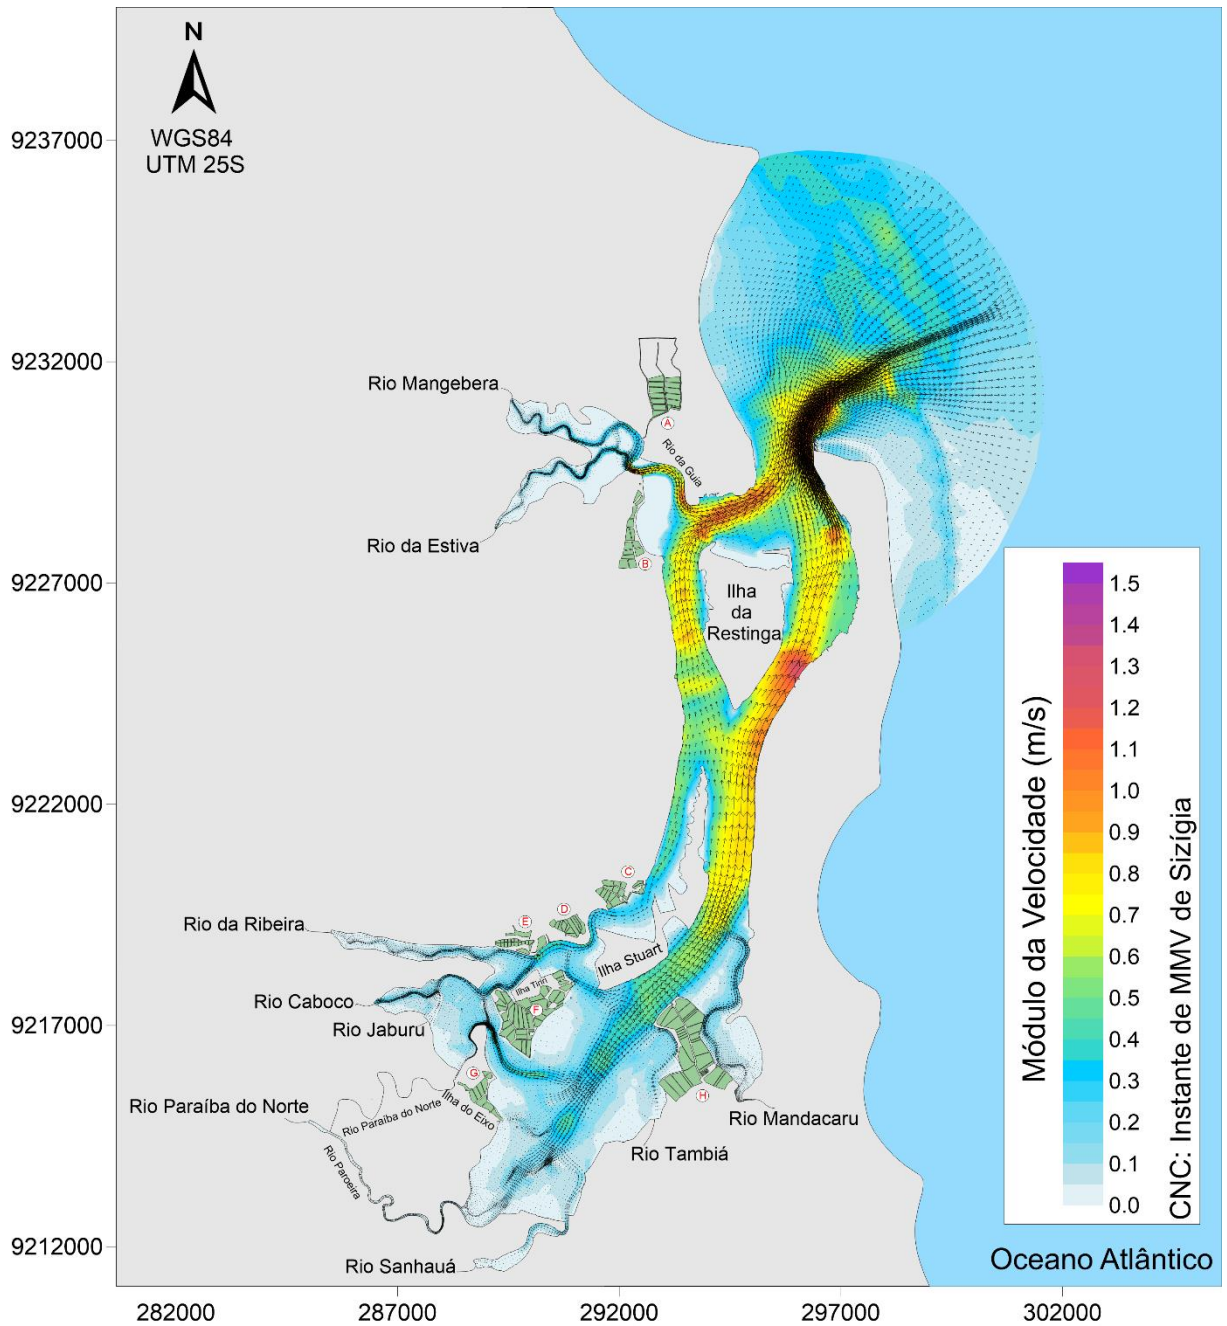 N
WGS84
UTM 25S
9237000
9232000
9227000
9222000
9217000
9212000
282000
287000
292000
297000
302000
Rio Mangebera
A
Rio da Guia
Rio da Estiva
B
Ilha
da
Restinga
C
D
E
Rio da Ribeira
Ilha Stuart
Ilha Tiriri
Rio Caboco
F
Rio Jaburu
G
Rio Paraíba do Norte
Rio Paraíba do Norte
Ilha do Eixo
H
Rio Mandacaru
Rio Tambiá
Rio Paroeira
Rio Sanhauá
Módulo da Velocidade (m/s)
1.5
1.4
1.3
1.2
1.1
1.0
0.9
0.8
0.7
0.6
0.5
0.4
0.3
0.2
0.1
0.0
CNC: Instante de MMV de Sizígia
Oceano Atlântico